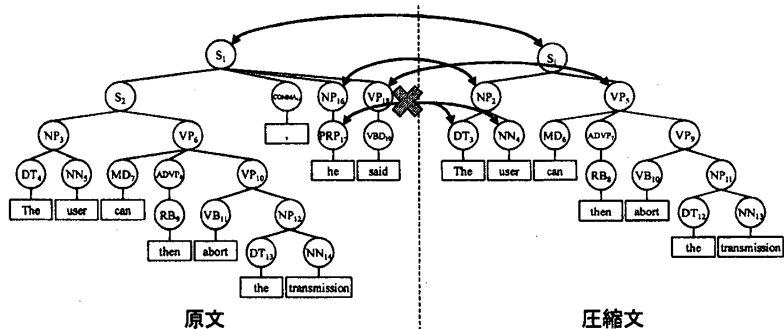 S₁ S₁
S₂ COMMA NP₁₆ VP₁₈ NP₂ VP₅
NP₃ VP₆ , PRP₁₇ VBD₁₉ DT₃ NN₄ MD₆ ADVP₇ VP₉
DT₄ NN₅ MD₇ ADVP₈ VP₁₀ he said The user can RB₈ VB₁₀ NP₁₁
The user can RB₉ VB₁₁ NP₁₂ then abort DT₁₂ NN₁₃
then abort DT₁₃ NN₁₄ the transmission
the transmission
原文 圧縮文